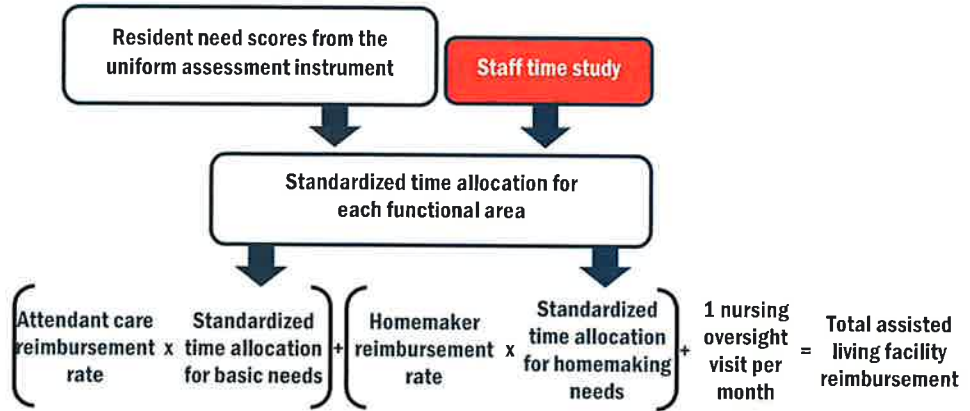 Resident need scores from the
uniform assessment instrument
Staff time study
Standardized time allocation for
each functional area
Attendant care
reimbursement
rate
x
Standardized
time allocation
for basic needs
+
Homemaker
reimbursement
rate
x
Standardized
time allocation
for homemaking
needs
+
1 nursing
oversight
visit per
month
=
Total assisted
living facility
reimbursement